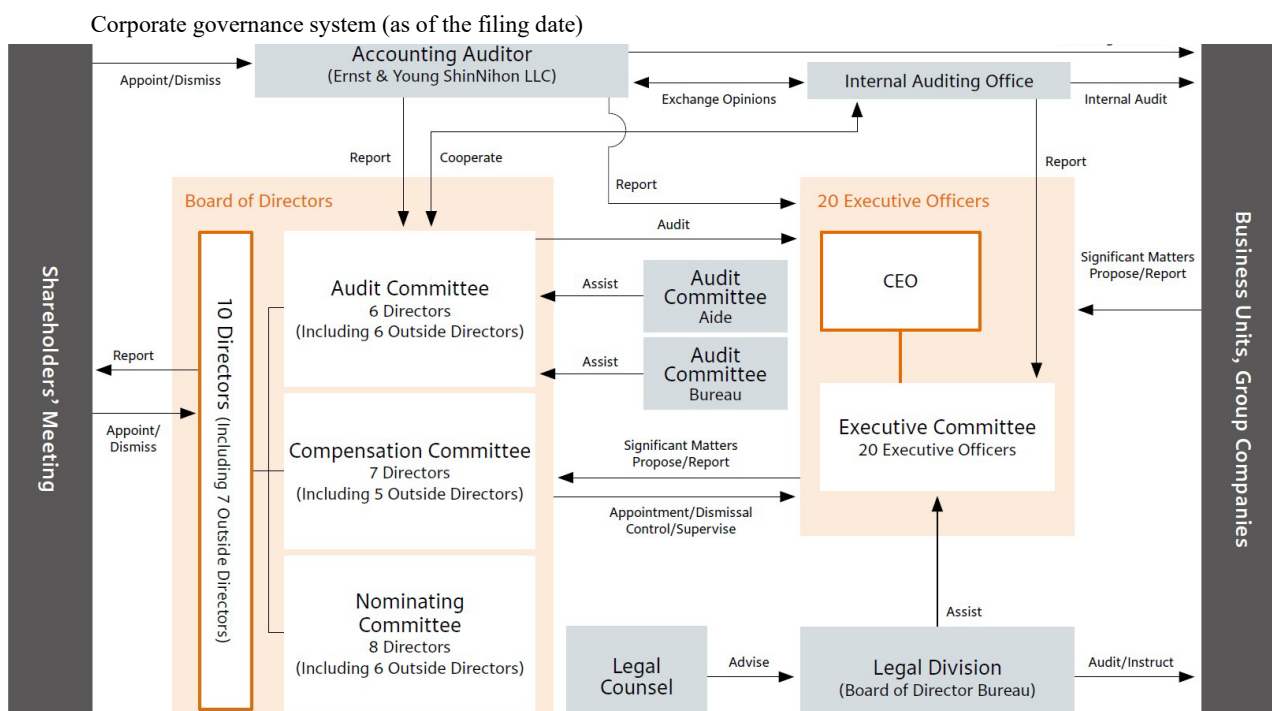 Corporate governance system (as of the filing date)
Accounting Auditor
(Ernst & Young ShinNihon LLC)
Appoint/Dismiss
Exchange Opinions
Internal Auditing Office
Internal Audit
Report
Cooperate
Report
Report
Board of Directors
20 Executive Officers
Shareholders' Meeting
10 Directors (Including 7 Outside Directors)
Audit Committee
6 Directors
(Including 6 Outside Directors)
Audit
Assist
Audit
Committee
Aide
Assist
Audit
Committee
Bureau
CEO
Significant Matters
Propose/Report
Business Units, Group Companies
Report
Appoint/
Dismiss
Compensation Committee
7 Directors
(Including 5 Outside Directors)
Significant Matters
Propose/Report
Appointment/Dismissal
Control/Supervise
Executive Committee
20 Executive Officers
Nominating
Committee
8 Directors
(Including 6 Outside Directors)
Assist
Legal
Counsel
Advise
Legal Division
(Board of Director Bureau)
Audit/Instruct